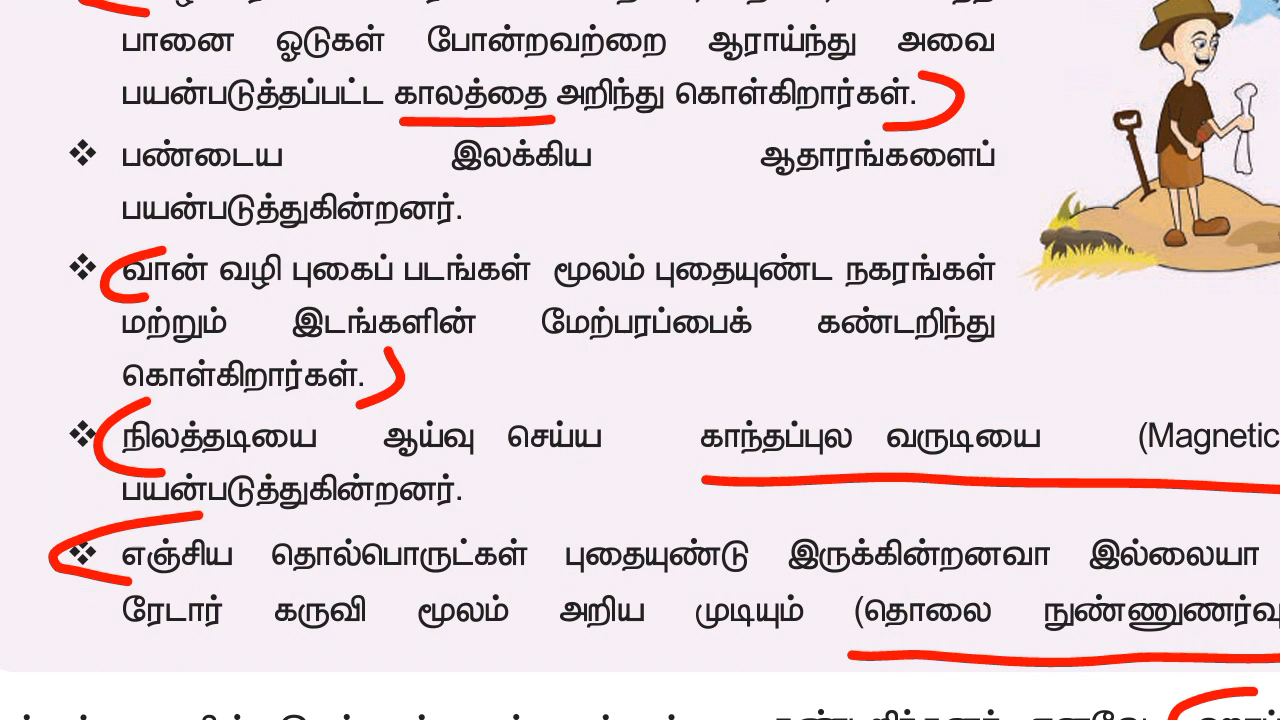 பானை ஓடுகள் போன்றவற்றை ஆராய்ந்து அவை
பயன்படுத்தப்பட்ட காலத்தை அறிந்து கொள்கிறார்கள்.
❖ பண்டைய இலக்கிய ஆதாரங்களைப்
பயன்படுத்துகின்றனர்.
❖ வான் வழி புகைப் படங்கள் மூலம் புதையுண்ட நகரங்கள்
மற்றும் இடங்களின் மேற்பரப்பைக் கண்டறிந்து
கொள்கிறார்கள்.
❖ நிலத்தடியை ஆய்வு செய்ய காந்தப்புல வருடியை (Magnetic
பயன்படுத்துகின்றனர்.
❖ எஞ்சிய தொல்பொருட்கள் புதையுண்டு இருக்கின்றனவா இல்லையா
ரேடார் கருவி மூலம் அறிய முடியும் (தொலை நுண்ணுணர்வு